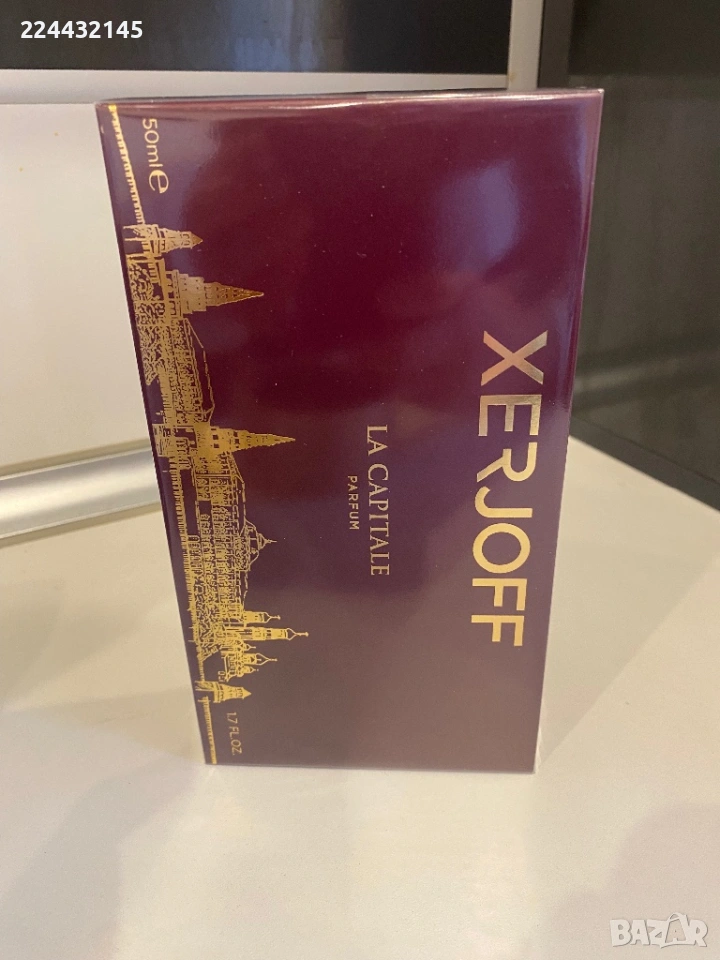 224432145
XERJOFF
LA CAPITALE
PARFUM
50ml e
1.7 FL.OZ.
BAZAR